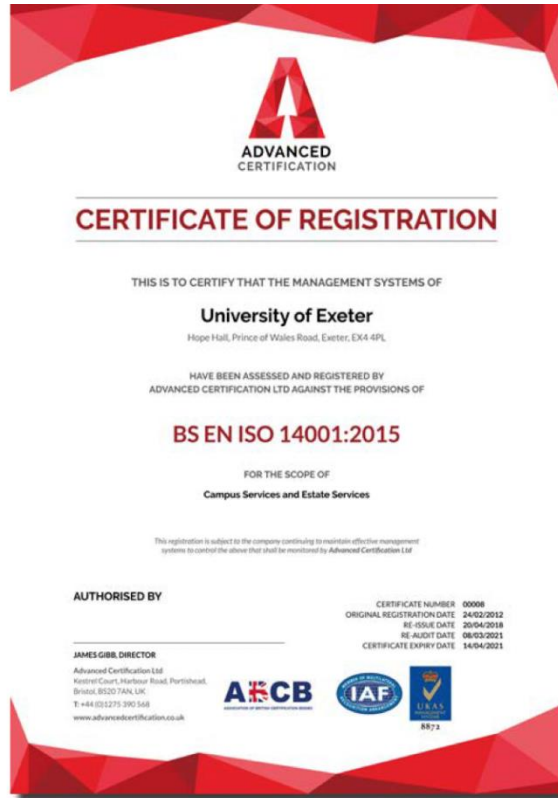 ADVANCED
CERTIFICATION
CERTIFICATE OF REGISTRATION
THIS IS TO CERTIFY THAT THE MANAGEMENT SYSTEMS OF
University of Exeter
Hope Hall, Prince of Wales Road, Exeter, EX4 4PL
HAVE BEEN ASSESSED AND REGISTERED BY
ADVANCED CERTIFICATION LTD AGAINST THE PROVISIONS OF
BS EN ISO 14001:2015
FOR THE SCOPE OF
Campus Services and Estate Services
This registration is subject to the company continuing to maintain effective management
systems to control the above that shall be monitored by Advanced Certification Ltd
AUTHORISED BY
CERTIFICATE NUMBER 00008
ORIGINAL REGISTRATION DATE 24/02/2012
RE-ISSUE DATE 20/04/2018
RE-AUDIT DATE 08/03/2021
CERTIFICATE EXPIRY DATE 14/04/2021
JAMES GIBB, DIRECTOR
Advanced Certification Ltd
Kestrel Court, Harbour Road, Portishead,
Bristol, BS20 7AN, UK
T: +44 (0)1275 390 568
www.advancedcertification.co.uk
ABCB
ASSOCIATION OF BRITISH CERTIFICATION BODIES
IAF
UKAS
MANAGEMENT
SYSTEMS
8872